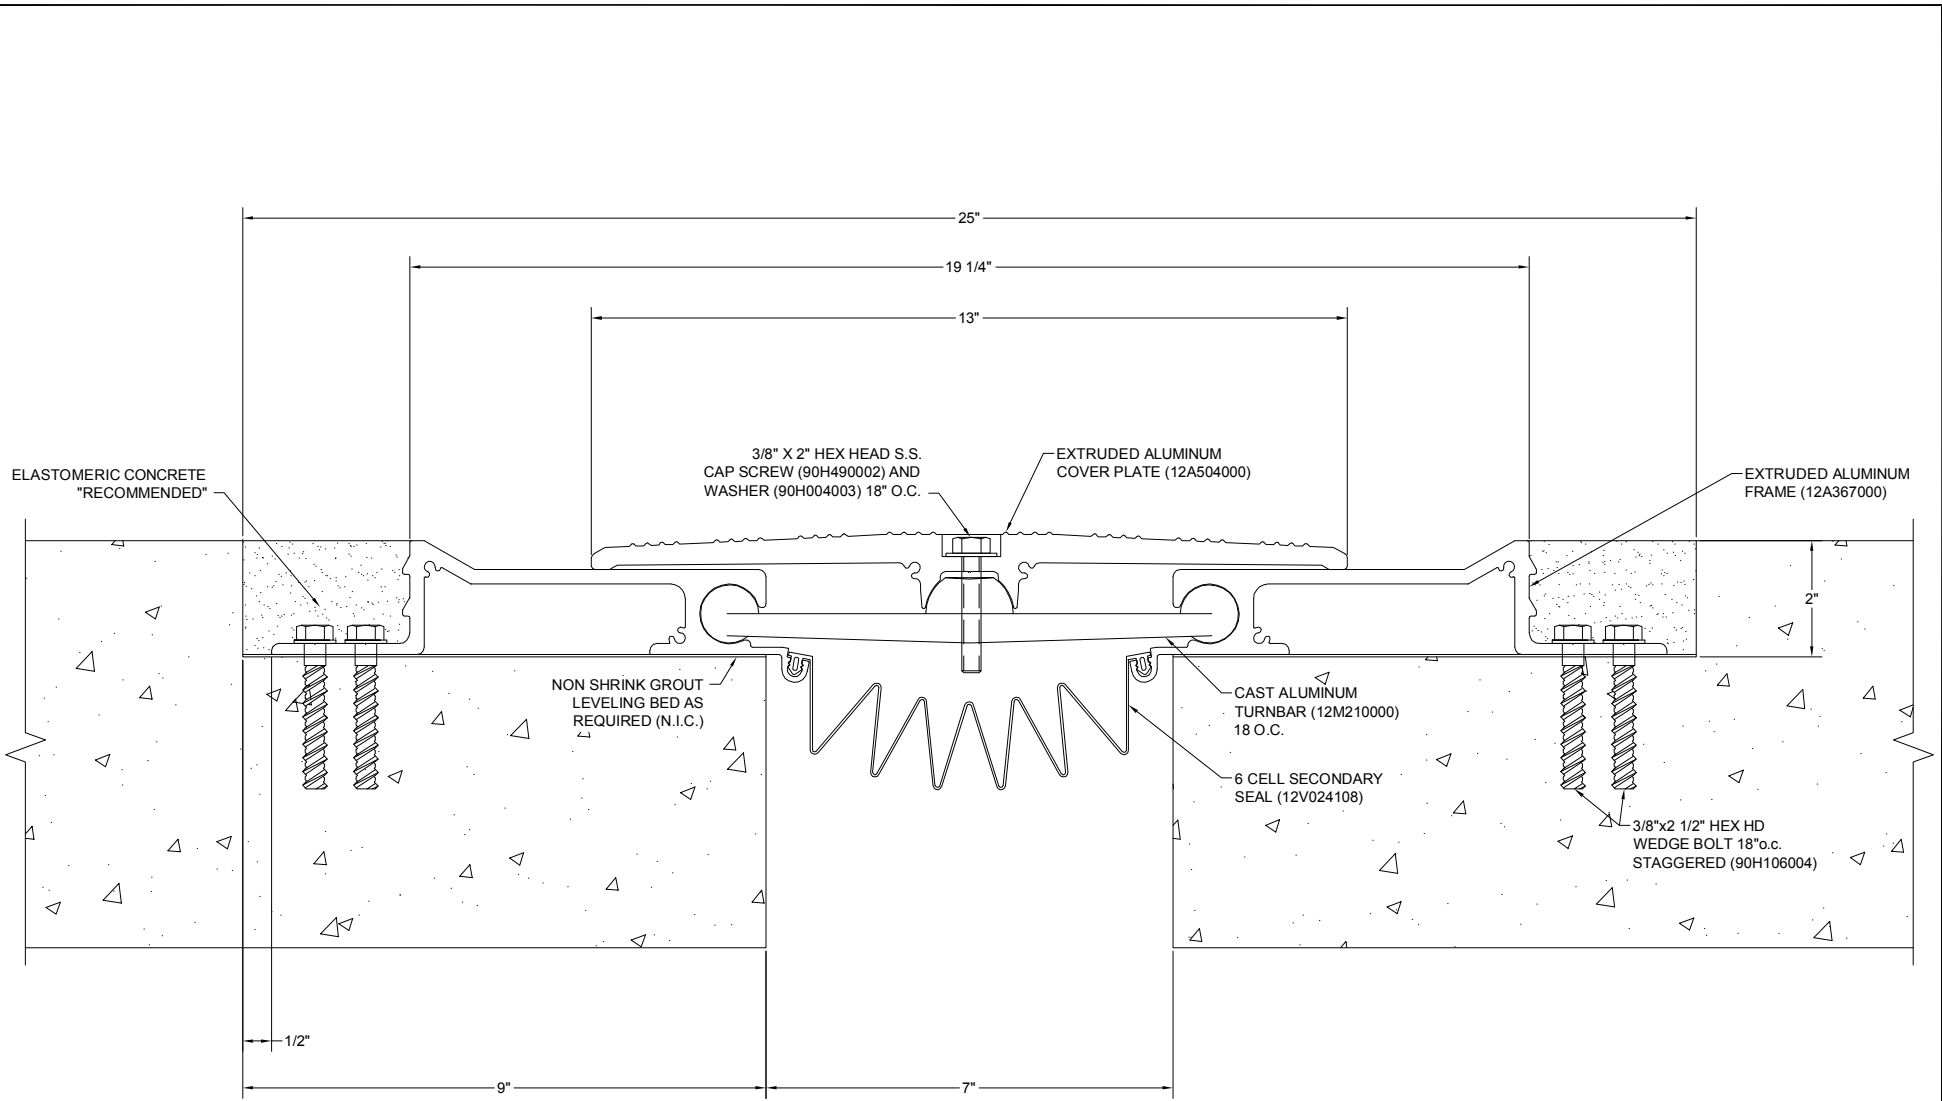 25"
19 1/4"
13"
3/8" X 2" HEX HEAD S.S.
CAP SCREW (90H490002) AND
WASHER (90H004003) 18" O.C.
EXTRUDED ALUMINUM
COVER PLATE (12A504000)
ELASTOMERIC CONCRETE
"RECOMMENDED"
EXTRUDED ALUMINUM
FRAME (12A367000)
2"
NON SHRINK GROUT
LEVELING BED AS
REQUIRED (N.I.C.)
CAST ALUMINUM
TURNBAR (12M210000)
18 O.C.
6 CELL SECONDARY
SEAL (12V024108)
3/8"x2 1/2" HEX HD
WEDGE BOLT 18"o.c.
STAGGERED (90H106004)
1/2"
9"
7"